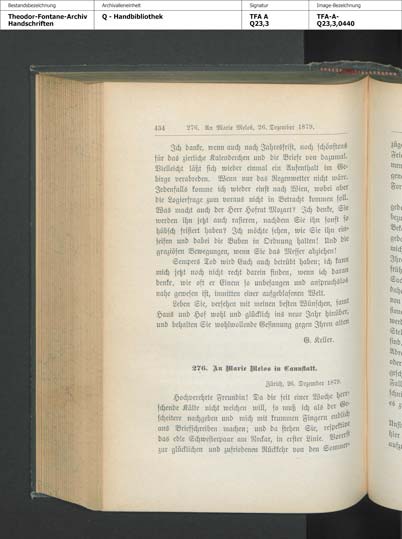 Bestandsbezeichnung
Archivalieneinheit
Signatur
Image-Bezeichnung
Theodor-Fontane-Archiv
Handschriften
Q - Handbibliothek
TFA A
Q23,3
TFA-A-
Q23,3,0440
434 276. An Marie Melos, 26. Dezember 1879.
Ich danke, wenn auch nach Jahresfrist, noch schönstens
für das zierliche Kalenderchen und die Briefe von dazumal.
Vielleicht läßt sich wieder einmal ein Aufenthalt im Ge-
birge verabreden. Wenn nur das Regenwetter nicht wäre.
Jedenfalls komme ich wieder einst nach Wien, wobei aber
die Logierfrage zum voraus nicht in Betracht kommen soll.
Was macht auch der Herr Hofrat Mozart? Ich denke, Sie
werden ihn jetzt auch rasieren, nachdem Sie ihn sonst so
hübsch frisiert haben? Ich möchte sehen, wie Sie ihn ein-
seifen und dabei die Buben in Ordnung halten! Und die
graziösen Bewegungen, wenn Sie das Messer abziehen!
Sempers Tod wird Euch auch betrübt haben; ich kann
mich jetzt noch nicht recht darein finden, wenn ich daran
denke, wie oft er Einem so unbefangen und anspruchslos
nahe gewesen ist, inmitten einer aufgeblasenen Welt.
Leben Sie, versehen mit meinen besten Wünschen, samt
Haus und Hof wohl und glücklich ins neue Jahr hinüber,
und behalten Sie wohlwollende Gesinnung gegen Ihren alten
G. Keller.
276. An Marie Melos in Cannstatt.
Zürich, 26. Dezember 1879.
Hochverehrte Freundin! Da die seit einer Woche herr-
schende Kälte nicht weichen will, so muß ich als der Ge-
scheitere nachgeben und mich mit krummen Fingern endlich
ans Briefschreiben machen; und da stehen Sie, respektive
das edle Schwesterpaar am Neckar, in erster Linie. Vorerst
zur glücklichen und zufriedenen Rückkehr von den Sommer-